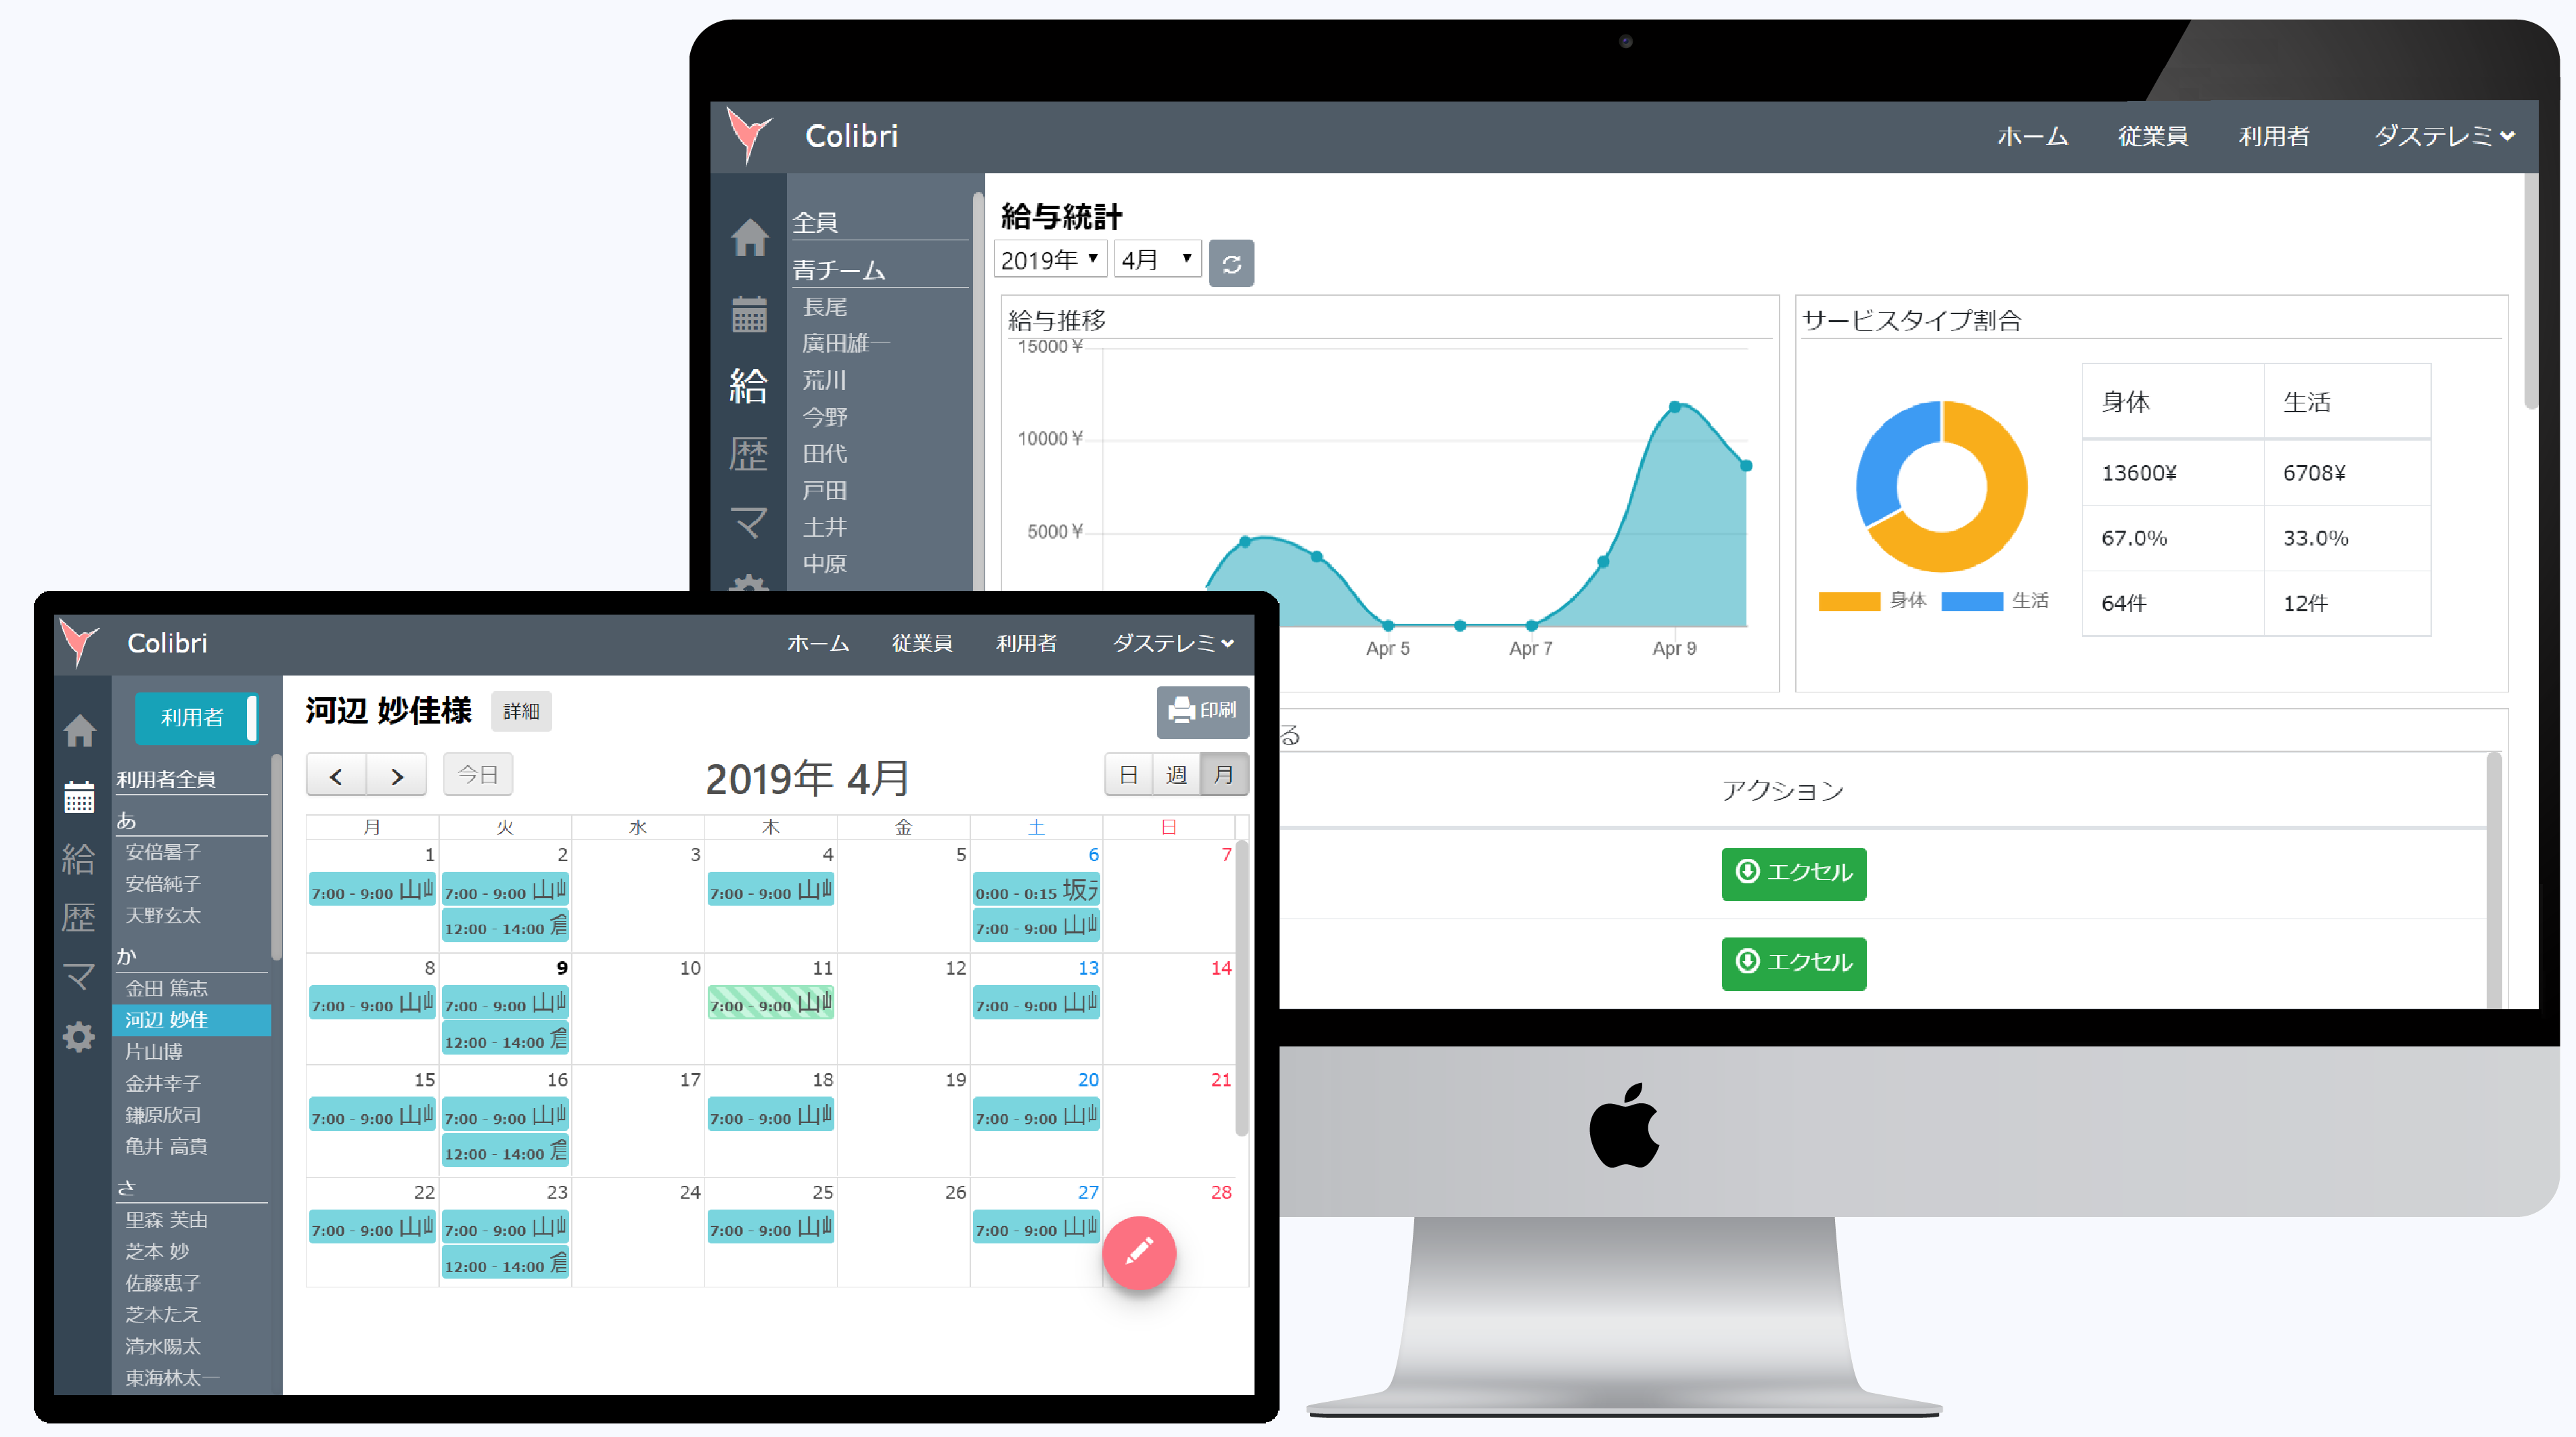 Colibri
ホーム 従業員 利用者 ダステレミ
給与統計
2019年 4月
全員
青チーム
長尾
廣田雄一
荒川
今野
田代
戸田
土井
中原
給
歴
マ
給与推移
15000¥
10000¥
5000¥
Apr 5 Apr 7 Apr 9
サービスタイプ割合
身体 生活
身体 生活
13600¥ 6708¥
67.0% 33.0%
64件 12件
る
アクション
エクセル
エクセル
Colibri
ホーム 従業員 利用者 ダステレミ
給
歴
マ
利用者
利用者全員
あ
安倍暑子
安倍純子
天野玄太
か
金田 篤志
河辺 妙佳
片山博
金井幸子
鎌原欣司
亀井 高貴
さ
里森 芙由
芝本 妙
佐藤恵子
芝本たえ
清水陽太
東海林太一
河辺 妙佳様 詳細 印刷
今日 2019年 4月 日 週 月
月 火 水 木 金 土 日
1 2 3 4 5 6 7
7:00 - 9:00 山 7:00 - 9:00 山 7:00 - 9:00 山 0:00 - 0:15 坂
12:00 - 14:00 7:00 - 9:00 山
8 9 10 11 12 13 14
7:00 - 9:00 山 7:00 - 9:00 山 7:00 - 9:00 山 7:00 - 9:00 山
12:00 - 14:00
15 16 17 18 19 20 21
7:00 - 9:00 山 7:00 - 9:00 山 7:00 - 9:00 山 7:00 - 9:00 山
12:00 - 14:00
22 23 24 25 26 27 28
7:00 - 9:00 山 7:00 - 9:00 山 7:00 - 9:00 山 7:00 - 9:00 山
12:00 - 14:00